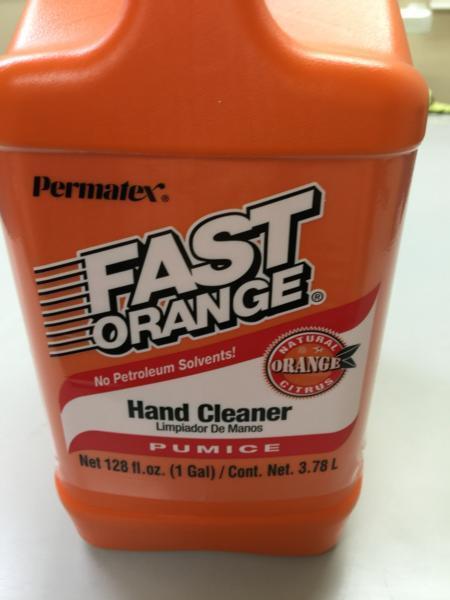 Permatex®
FAST
ORANGE®
No Petroleum Solvents!
NATURAL
ORANGE
CITRUS
Hand Cleaner
Limpiador De Manos
PUMICE
Net 128 fl.oz. (1 Gal) / Cont. Net. 3.78 L